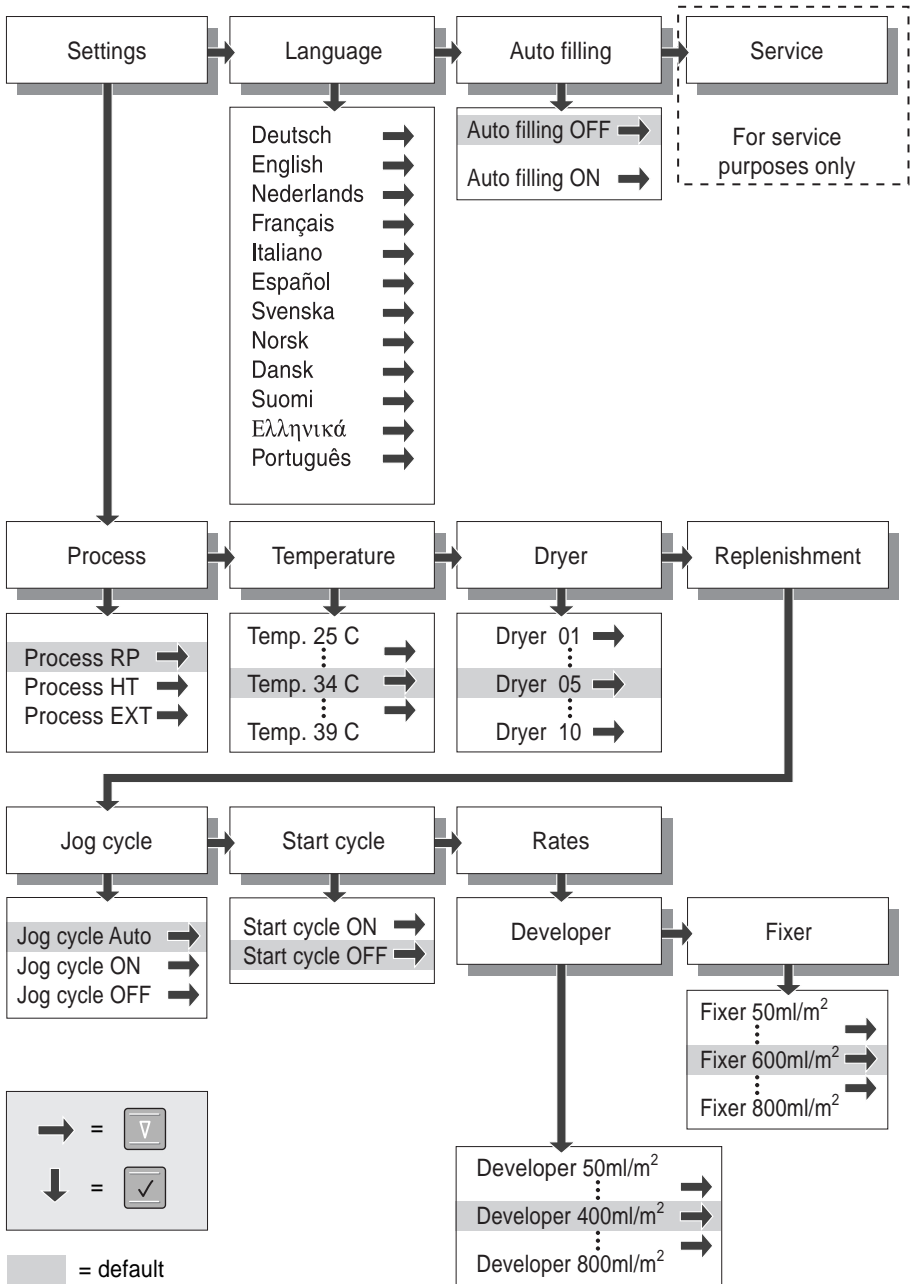 Settings
Language
Auto filling
Service
Deutsch
English
Nederlands
Français
Italiano
Español
Svenska
Norsk
Dansk
Suomi
Ελληνικά
Português
Auto filling OFF
Auto filling ON
For service
purposes only
Process
Temperature
Dryer
Replenishment
Process RP
Process HT
Process EXT
Temp. 25 C
Temp. 34 C
Temp. 39 C
Dryer 01
Dryer 05
Dryer 10
Jog cycle
Start cycle
Rates
Jog cycle Auto
Jog cycle ON
Jog cycle OFF
Start cycle ON
Start cycle OFF
Developer
Fixer
Fixer 50ml/m²
Fixer 600ml/m²
Fixer 800ml/m²
Developer 50ml/m²
Developer 400ml/m²
Developer 800ml/m²
=
=
= default